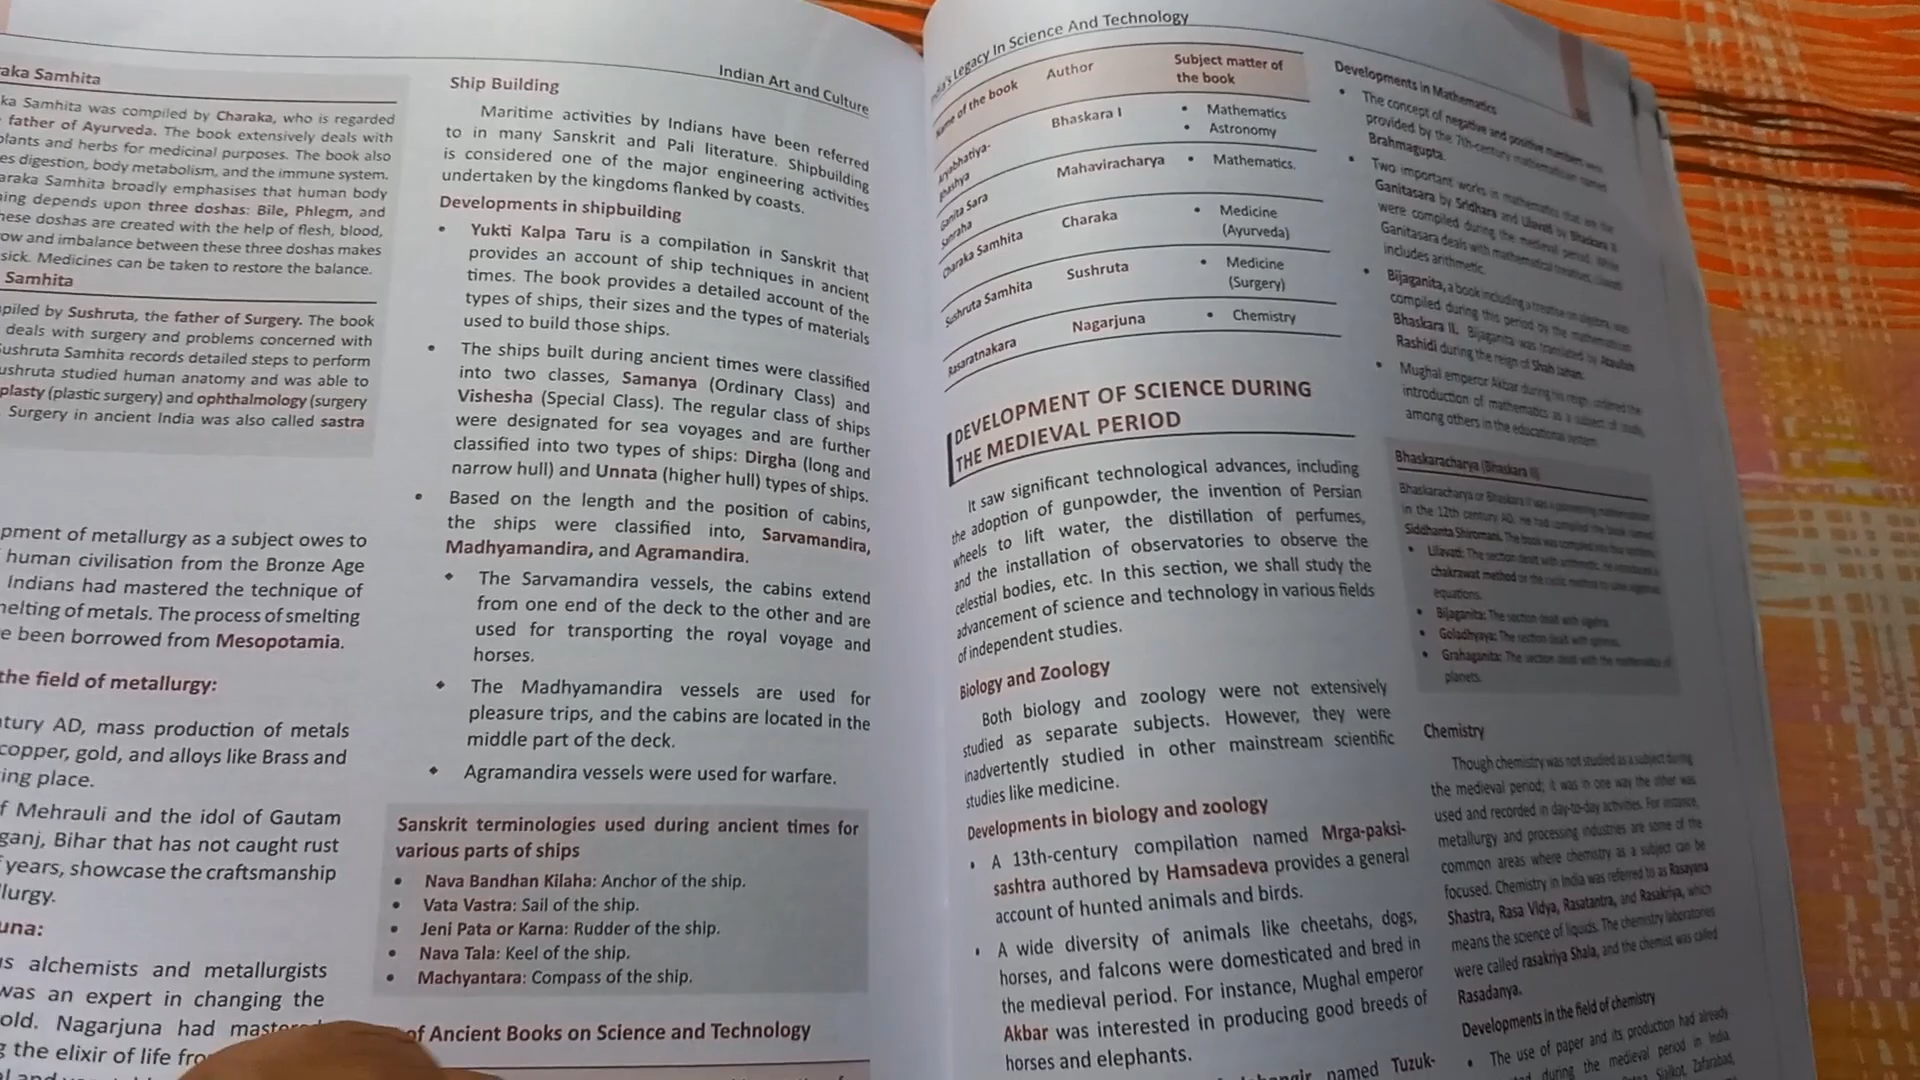 Indian Art and Culture
aka Samhita
ka Samhita was compiled by Charaka, who is regarded
father of Ayurveda. The book extensively deals with
plants and herbs for medicinal purposes. The book also
es digestion, body metabolism, and the immune system.
araka Samhita broadly emphasises that human body
ing depends upon three doshas: Bile, Phlegm, and
hese doshas are created with the help of flesh, blood,
ow and imbalance between these three doshas makes
sick. Medicines can be taken to restore the balance.
Samhita
piled by Sushruta, the father of Surgery. The book
deals with surgery and problems concerned with
Sushruta Samhita records detailed steps to perform
ushruta studied human anatomy and was able to
plasty (plastic surgery) and ophthalmology (surgery
Surgery in ancient India was also called sastra
pment of metallurgy as a subject owes to
human civilisation from the Bronze Age
Indians had mastered the technique of
melting of metals. The process of smelting
e been borrowed from Mesopotamia.
the field of metallurgy:
ntury AD, mass production of metals
copper, gold, and alloys like Brass and
ing place.
f Mehrauli and the idol of Gautam
ganj, Bihar that has not caught rust
years, showcase the craftsmanship
llurgy.
una:
s alchemists and metallurgists
was an expert in changing the
old. Nagarjuna had
g the elixir of life
Ship Building
Maritime activities by Indians have been referred
to in many Sanskrit and Pali literature. Shipbuilding
is considered one of the major engineering activities
undertaken by the kingdoms flanked by coasts.
Developments in shipbuilding
• Yukti Kalpa Taru is a compilation in Sanskrit that
provides an account of ship techniques in ancient
times. The book provides a detailed account of the
types of ships, their sizes and the types of materials
used to build those ships.
• The ships built during ancient times were classified
into two classes, Samanya (Ordinary Class) and
Vishesha (Special Class). The regular class of ships
were designated for sea voyages and are further
classified into two types of ships: Dirgha (long and
narrow hull) and Unnata (higher hull) types of ships.
• Based on the length and the position of cabins,
the ships were classified into, Sarvamandira,
Madhyamandira, and Agramandira.
◆ The Sarvamandira vessels, the cabins extend
from one end of the deck to the other and are
used for transporting the royal voyage and
horses.
◆ The Madhyamandira vessels are used for
pleasure trips, and the cabins are located in the
middle part of the deck.
◆ Agramandira vessels were used for warfare.
Sanskrit terminologies used during ancient times for
various parts of ships
• Nava Bandhan Kilaha: Anchor of the ship.
• Vata Vastra: Sail of the ship.
• Jeni Pata or Karna: Rudder of the ship.
• Nava Tala: Keel of the ship.
• Machyantara: Compass of the ship.
of Ancient Books on Science and Technology
India's Legacy In Science And Technology
Name of the book Author Subject matter of
the book
Aryabhatiya- Bhaskara I • Mathematics
Bhashya • Astronomy
Ganita Sara Mahaviracharya • Mathematics.
Sanraha
Charaka Samhita Charaka • Medicine
(Ayurveda)
Sushruta Samhita Sushruta • Medicine
(Surgery)
Rasaratnakara Nagarjuna • Chemistry
DEVELOPMENT OF SCIENCE DURING
THE MEDIEVAL PERIOD
It saw significant technological advances, including
the adoption of gunpowder, the invention of Persian
wheels to lift water, the distillation of perfumes,
and the installation of observatories to observe the
celestial bodies, etc. In this section, we shall study the
advancement of science and technology in various fields
of independent studies.
Biology and Zoology
Both biology and zoology were not extensively
studied as separate subjects. However, they were
inadvertently studied in other mainstream scientific
studies like medicine.
Developments in biology and zoology
• A 13th-century compilation named Mrga-paksi-
sashtra authored by Hamsadeva provides a general
account of hunted animals and birds.
• A wide diversity of animals like cheetahs, dogs,
horses, and falcons were domesticated and bred in
the medieval period. For instance, Mughal emperor
Akbar was interested in producing good breeds of
horses and elephants.
named Tuzuk-
Developments in Mathematics
• The concept of negative and positive numbers were
provided by the 7th-century mathematician named
Brahmagupta.
• Two important works in mathematics that are the
Ganitasara by Sridhara and Lilavati by Bhaskara
were compiled during the medieval period. While
Ganitasara deals with mathematical treatises, Lilavati
includes arithmetic.
• Bijaganita, a book including a treatise on algebra, was
compiled during this period by the mathematician
Bhaskara II. Bijaganita was translated by Ataullah
Rashidi during the reign of Shah Jahan.
• Mughal emperor Akbar during his reign, ordered the
introduction of mathematics as a subject of study,
among others in the educational system.
Bhaskaracharya (Bhaskara II)
Bhaskaracharya or Bhaskara II was a mathematician
in the 12th century AD. He had compiled the book named
Siddhanta Shiromani. The book was compiled into four sections,
• Lilavati: The section dealt with arithmetic. He introduced
chakrawat method or the cyclic method to solve algebraic
equations.
• Bijaganita: The section dealt with algebra.
• Goladhyaya: The section dealt with spheres.
• Grahaganita: The section dealt with the mathematics of
planets.
Chemistry
Though chemistry was not studied as a subject during
the medieval period; it was in one way the other was
used and recorded in day-to-day activities. For instance,
metallurgy and processing industries are some of the
common areas where chemistry as a subject can be
focused. Chemistry in India was referred to as Rasayana
Shastra, Rasa Vidya, Rasatantra, and Rasakriya, which
means the science of liquids. The chemistry laboratories
were called rasakriya Shala, and the chemist was called
Rasadanya.
Developments in the field of chemistry
• The use of paper and its production had already
during the medieval period in India.
Sialkot, Zafarabad,